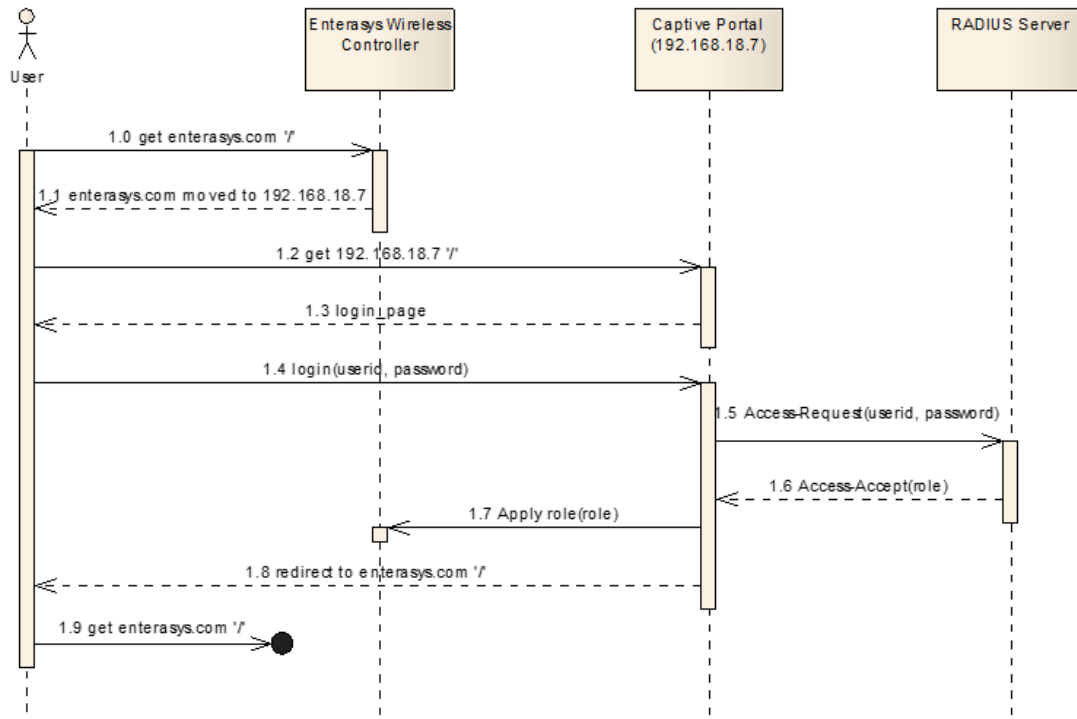 User
Enterasys Wireless
Controller
Captive Portal
(192.168.18.7)
RADIUS Server
1.0 get enterasys.com '/'
1.1 enterasys.com moved to 192.168.18.7
1.2 get 192.168.18.7 '/'
1.3 login_page
1.4 login(userid, password)
1.5 Access-Request(userid, password)
1.6 Access-Accept(role)
1.7 Apply role(role)
1.8 redirect to enterasys.com '/'
1.9 get enterasys.com '/'